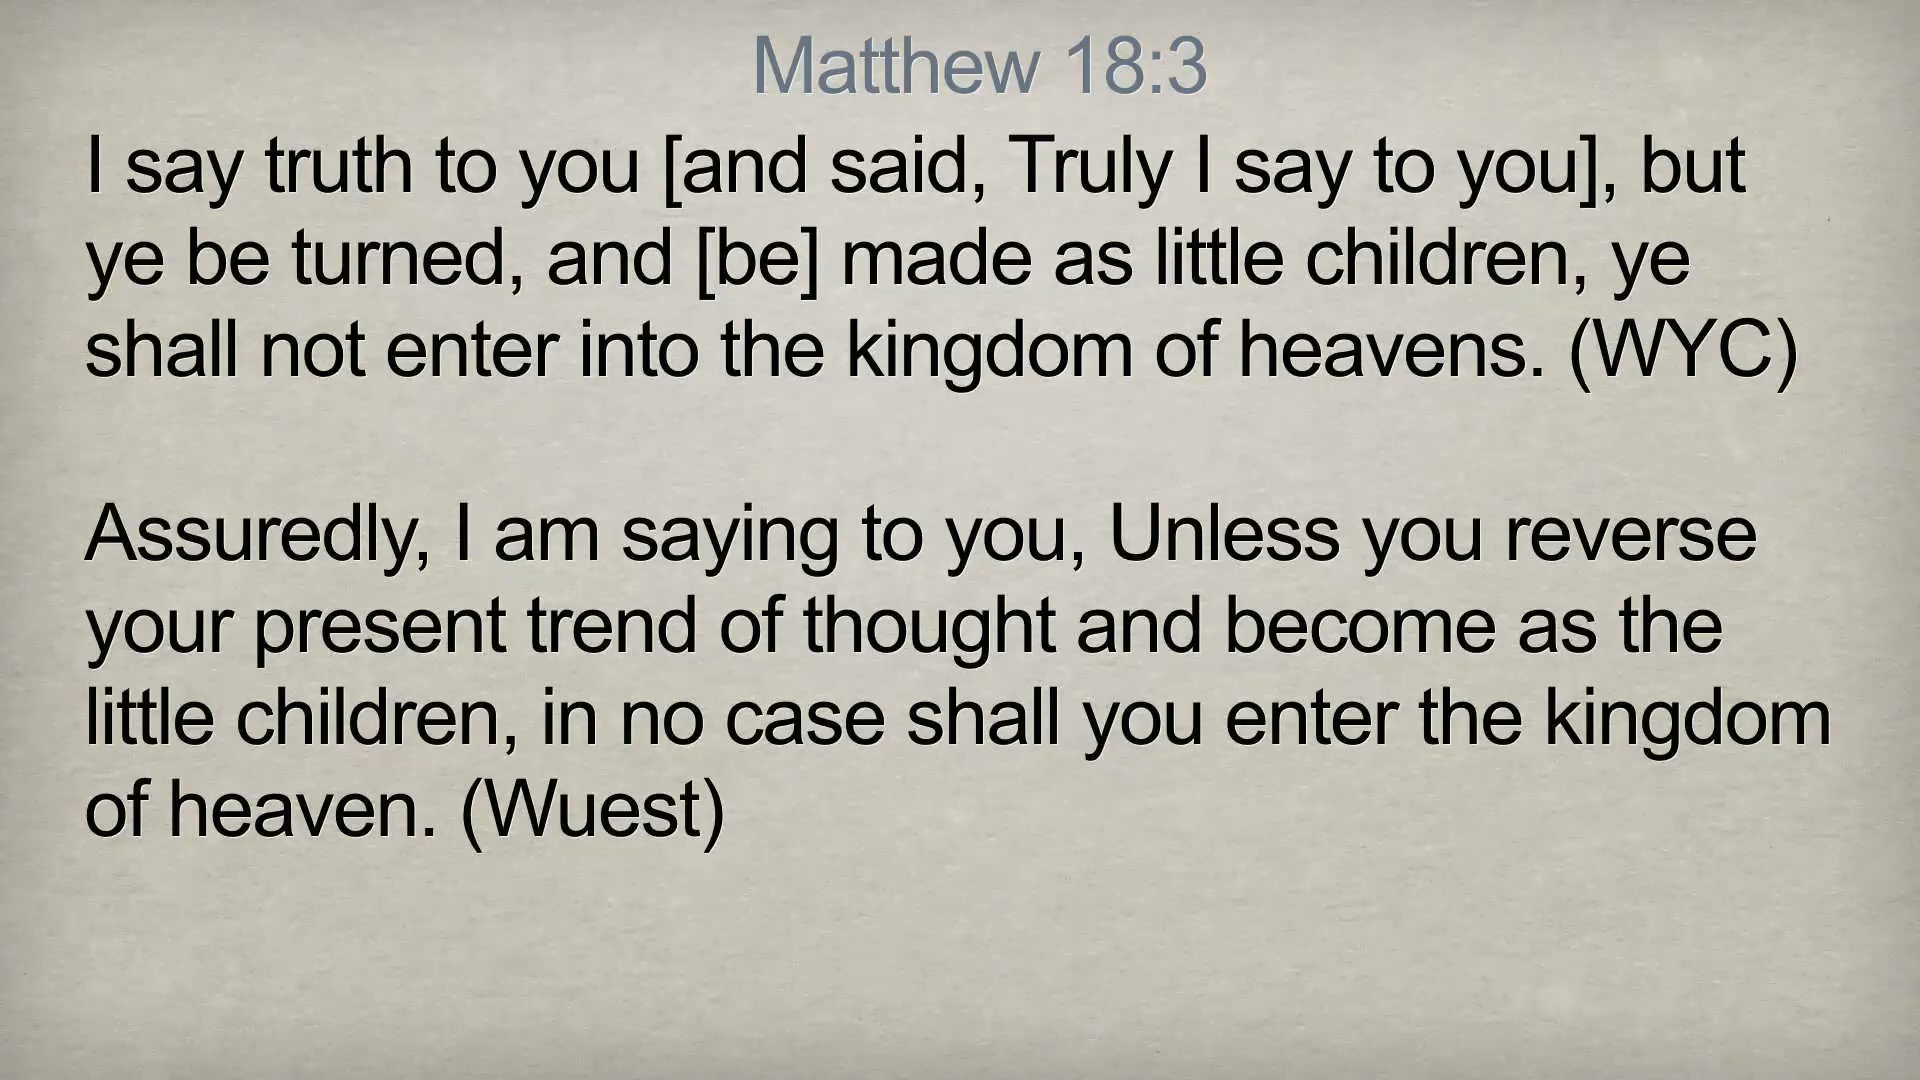 Matthew 18:3
I say truth to you [and said, Truly I say to you], but
ye be turned, and [be] made as little children, ye
shall not enter into the kingdom of heavens. (WYC)
Assuredly, I am saying to you, Unless you reverse
your present trend of thought and become as the
little children, in no case shall you enter the kingdom
of heaven. (Wuest)